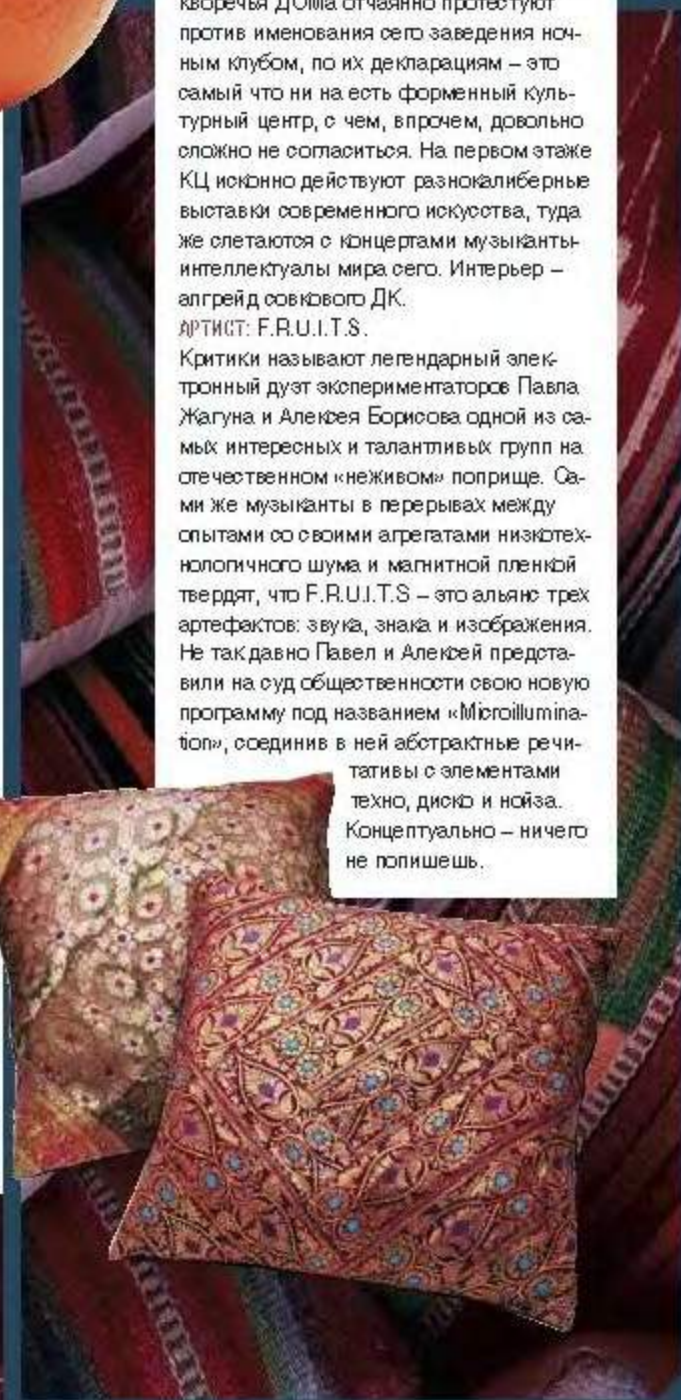 кворечья ДОМа отчаянно протестуют
против именования сего заведения ноч-
ным клубом, по их декларациям – это
самый что ни на есть форменный куль-
турный центр, с чем, впрочем, довольно
сложно не согласиться. На первом этаже
КЦ исконно действуют разнокалиберные
выставки современного искусства, туда
же слетаются с концертами музыканты-
интеллектуалы мира сего. Интерьер –
апгрейд совкового ДК.
АРТИСТ: F.R.U.I.T.S.
Критики называют легендарный элек-
тронный дуэт экспериментаторов Павла
Жагуна и Алексея Борисова одной из са-
мых интересных и талантливых групп на
отечественном «неживом» поприще. Са-
ми же музыканты в перерывах между
опытами со своими агрегатами низкотех-
нологичного шума и магнитной пленкой
твердят, что F.R.U.I.T.S – это альянс трех
артефактов: звука, знака и изображения.
Не так давно Павел и Алексей предста-
вили на суд общественности свою новую
программу под названием «Microillumina-
tion», соединив в ней абстрактные речи-
тативы с элементами
техно, диско и нойза.
Концептуально – ничего
не попишешь.